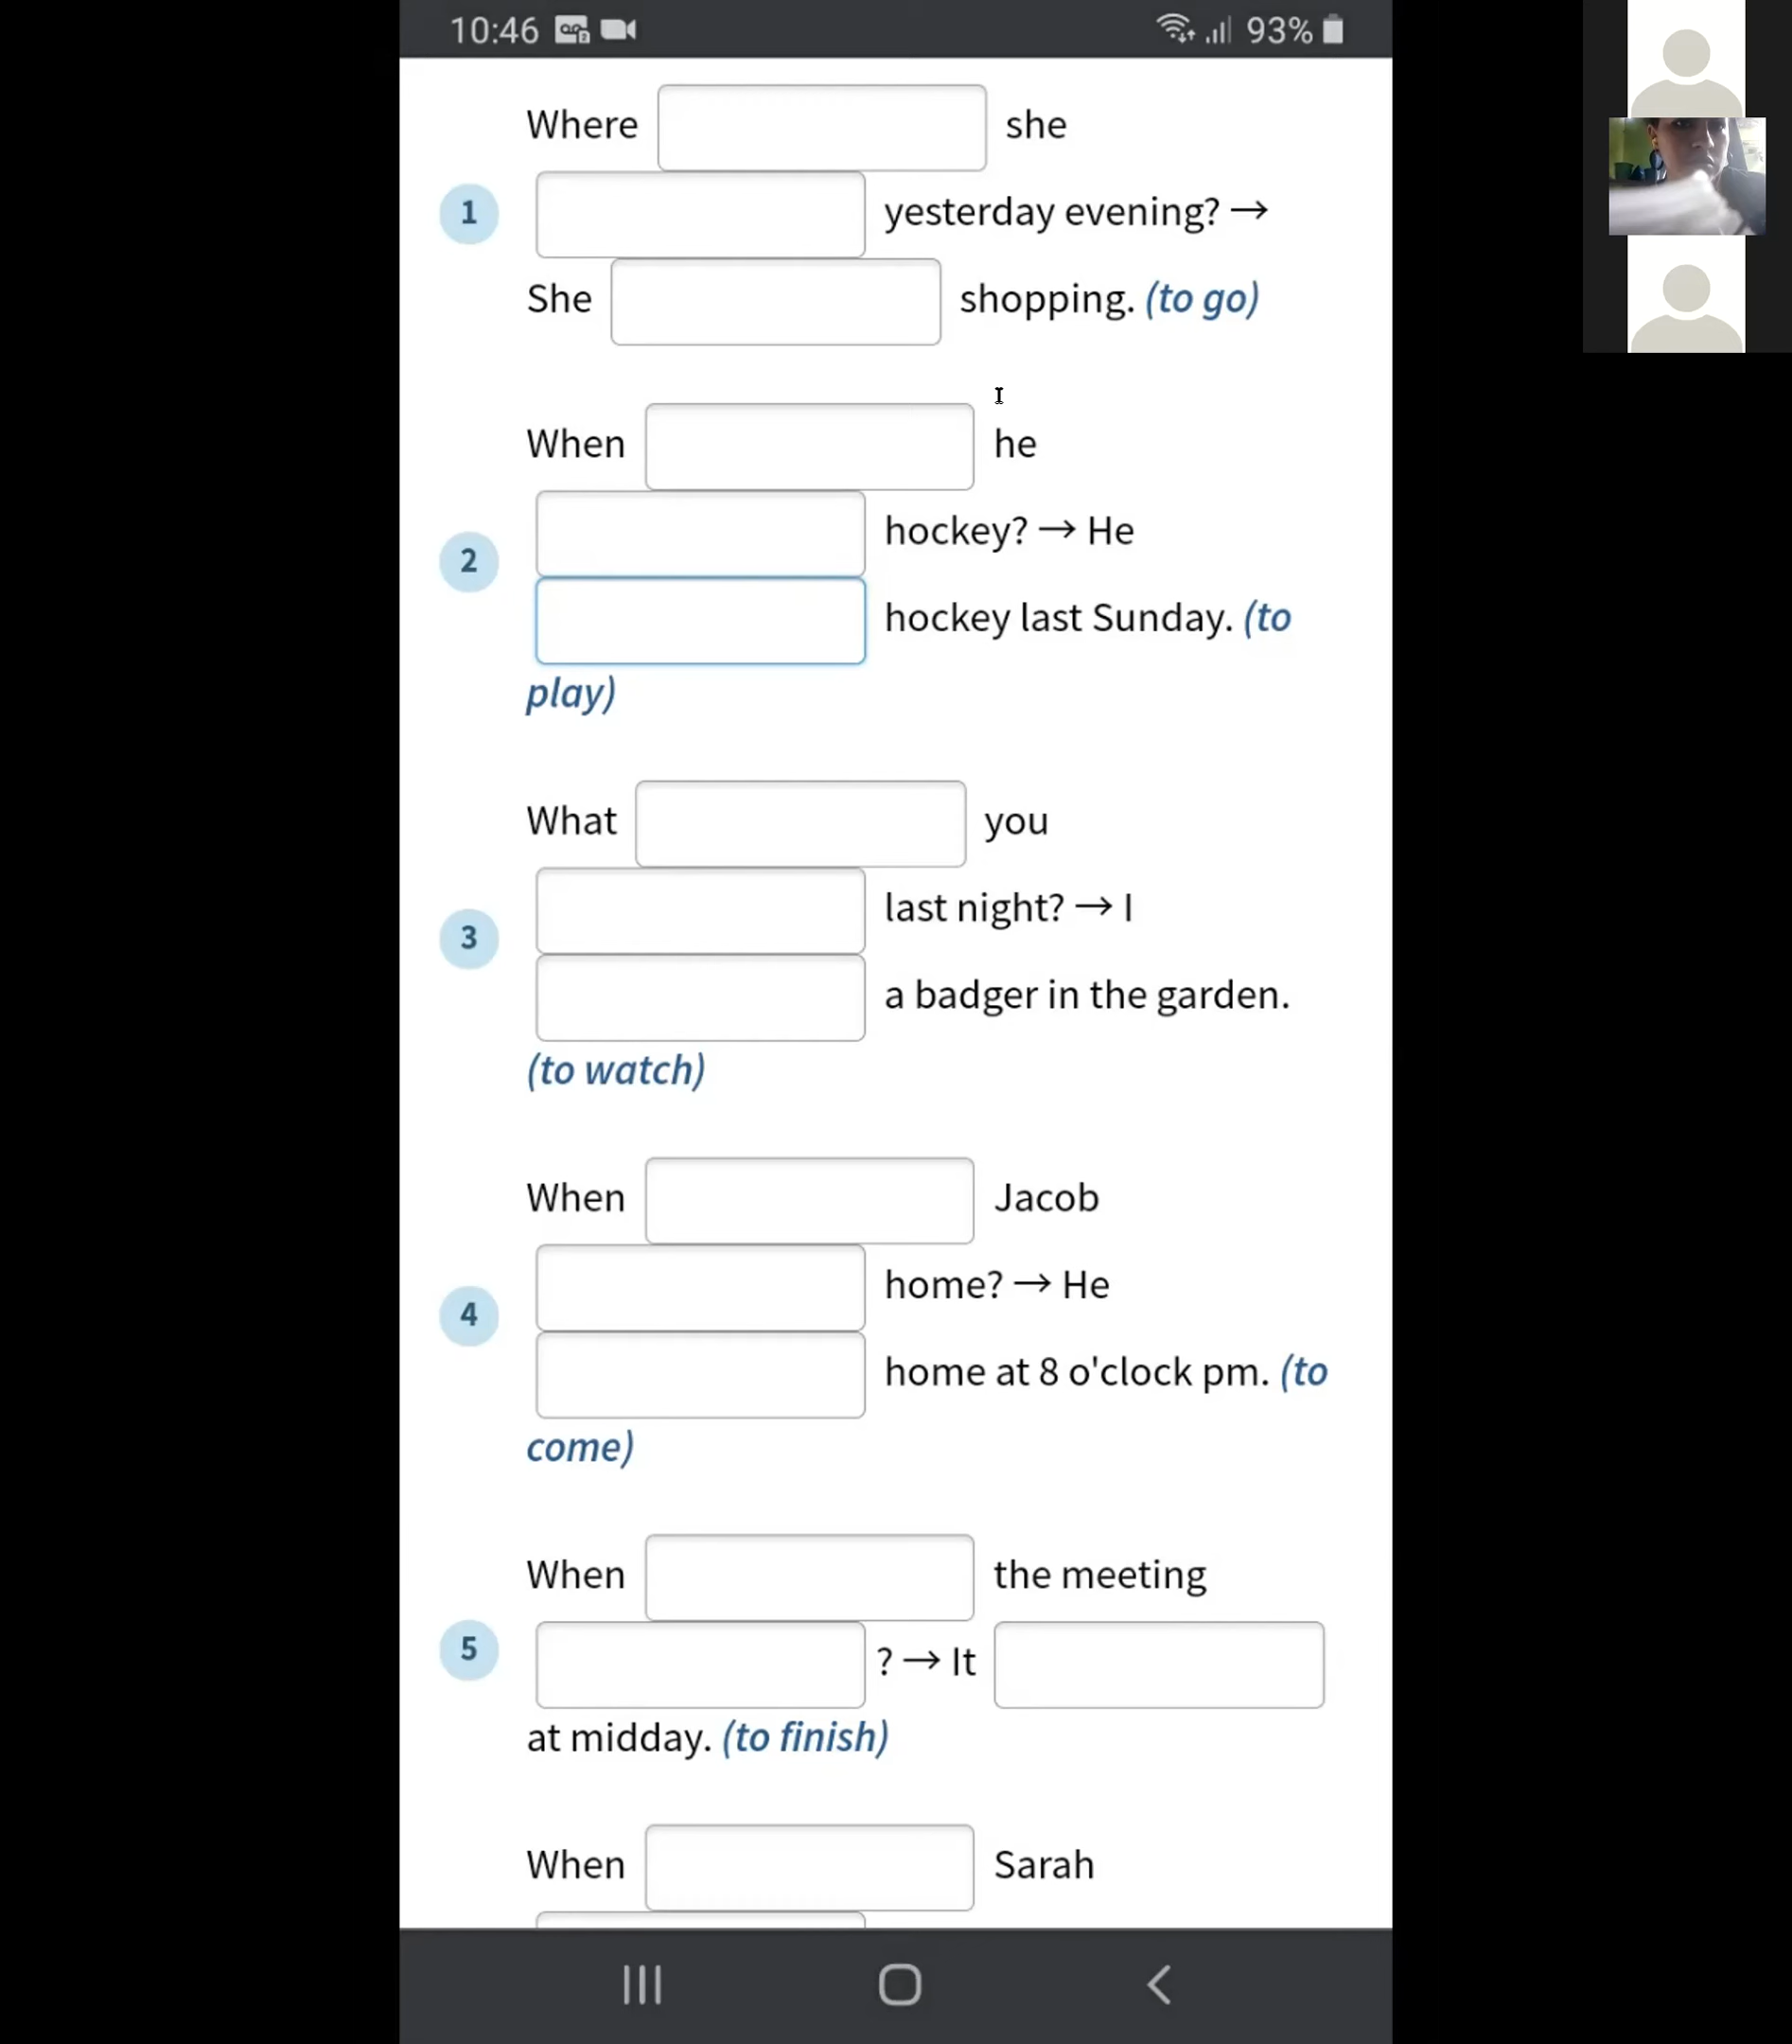 10:46 93%
Where she
1 yesterday evening? →
She shopping. (to go)
When he
2 hockey? → He
hockey last Sunday. (to
play)
What you
3 last night? → I
a badger in the garden.
(to watch)
When Jacob
4 home? → He
home at 8 o'clock pm. (to
come)
When the meeting
5 ? → It
at midday. (to finish)
When Sarah